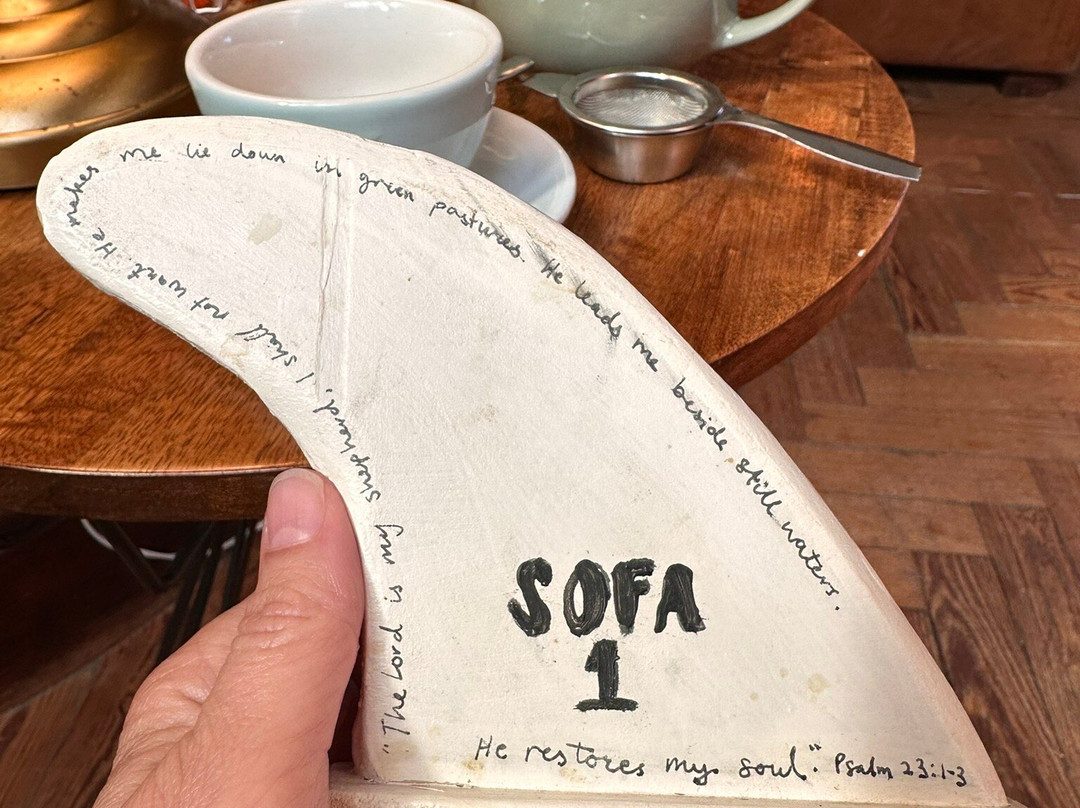 "The Lord is my shepherd. I shall not want. He makes me lie down in green pastures. He leads me beside still waters.
He restores my soul." Psalm 23:1-3
SOFA
1